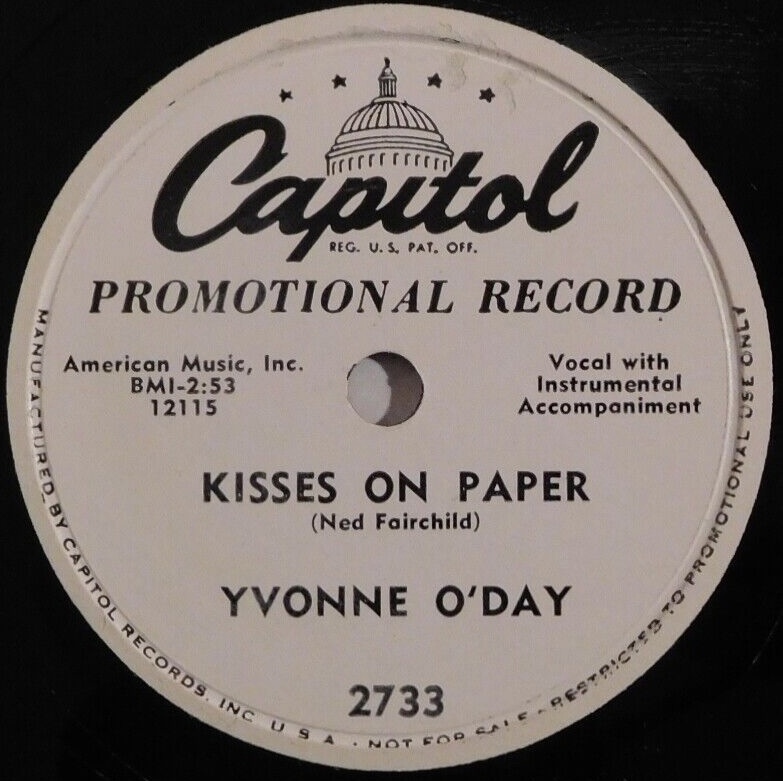 Capitol
REG. U.S. PAT. OFF.
PROMOTIONAL RECORD
American Music, Inc.
BMI-2:53
12115
Vocal with
Instrumental
Accompaniment
KISSES ON PAPER
(Ned Fairchild)
YVONNE O'DAY
2733
MANUFACTURED BY CAPITOL RECORDS, INC. U.S.A. · NOT FOR SALE - RESTRICTED TO PROMOTIONAL USE ONLY